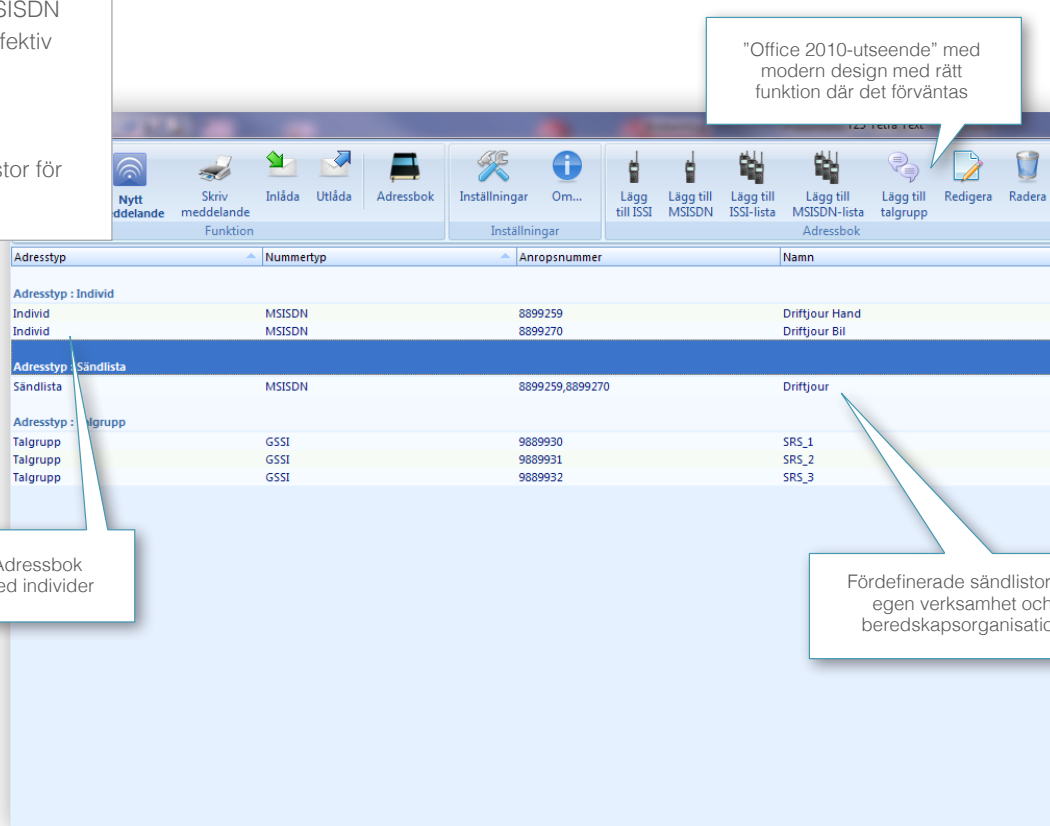 SISDN
fektiv
stor för
"Office 2010-utseende" med
modern design med rätt
funktion där det förväntas
Tetra Text
Nytt
ddelande
Skriv
meddelande
Inlåda
Utlåda
Adressbok
Funktion
Inställningar
Om...
Inställningar
Lägg
till ISSI
Lägg till
MSISDN
Lägg till
ISSI-lista
Lägg till
MSISDN-lista
Lägg till
talgrupp
Redigera
Radera
Adressbok
Adresstyp Nummertyp Anropsnummer Namn
Adresstyp : Individ
Individ MSISDN 8899259 Driftjour Hand
Individ MSISDN 8899270 Driftjour Bil
Adresstyp : Sändlista
Sändlista MSISDN 8899259,8899270 Driftjour
Adresstyp : Talgrupp
Talgrupp GSSI 9889930 SRS_1
Talgrupp GSSI 9889931 SRS_2
Talgrupp GSSI 9889932 SRS_3
Adressbok
ed individer
Fördefinerade sändlistor
egen verksamhet och
beredskapsorganisatio